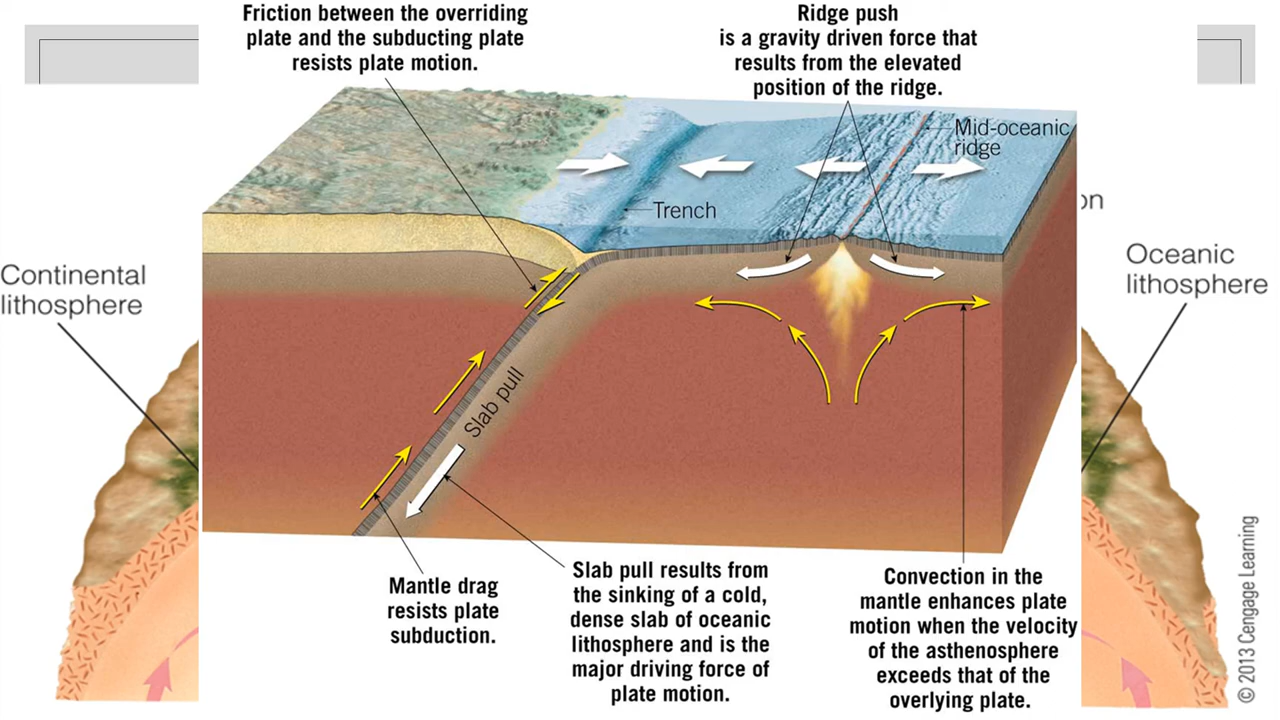 Friction between the overriding
plate and the subducting plate
resists plate motion.
Ridge push
is a gravity driven force that
results from the elevated
position of the ridge.
Mid-oceanic
ridge
Trench
on
Continental
lithosphere
Oceanic
lithosphere
Slab pull
Mantle drag
resists plate
subduction.
Slab pull results from
the sinking of a cold,
dense slab of oceanic
lithosphere and is the
major driving force of
plate motion.
Convection in the
mantle enhances plate
motion when the velocity
of the asthenosphere
exceeds that of the
overlying plate.
© 2013 Cengage Learning